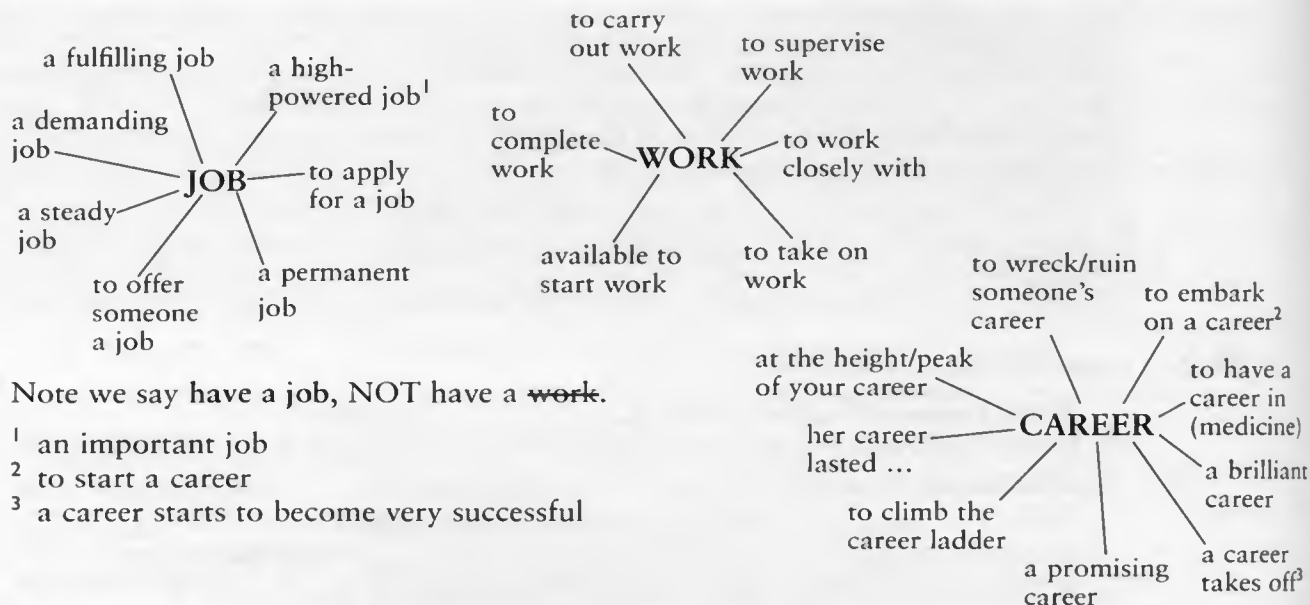 a fulfilling job
a high-
powered job¹
a demanding
job
JOB
to apply
for a job
a steady
job
to offer
someone
a job
a permanent
job
to carry
out work
to supervise
work
to
complete
work
WORK
to work
closely with
available to
start work
to take on
work
Note we say have a job, NOT have a work.
¹ an important job
² to start a career
³ a career starts to become very successful
to wreck/ruin
someone's
career
to embark
on a career²
at the height/peak
of your career
to have a
career in
(medicine)
CAREER
her career
lasted ...
a brilliant
career
to climb the
career ladder
a promising
career
a career
takes off³